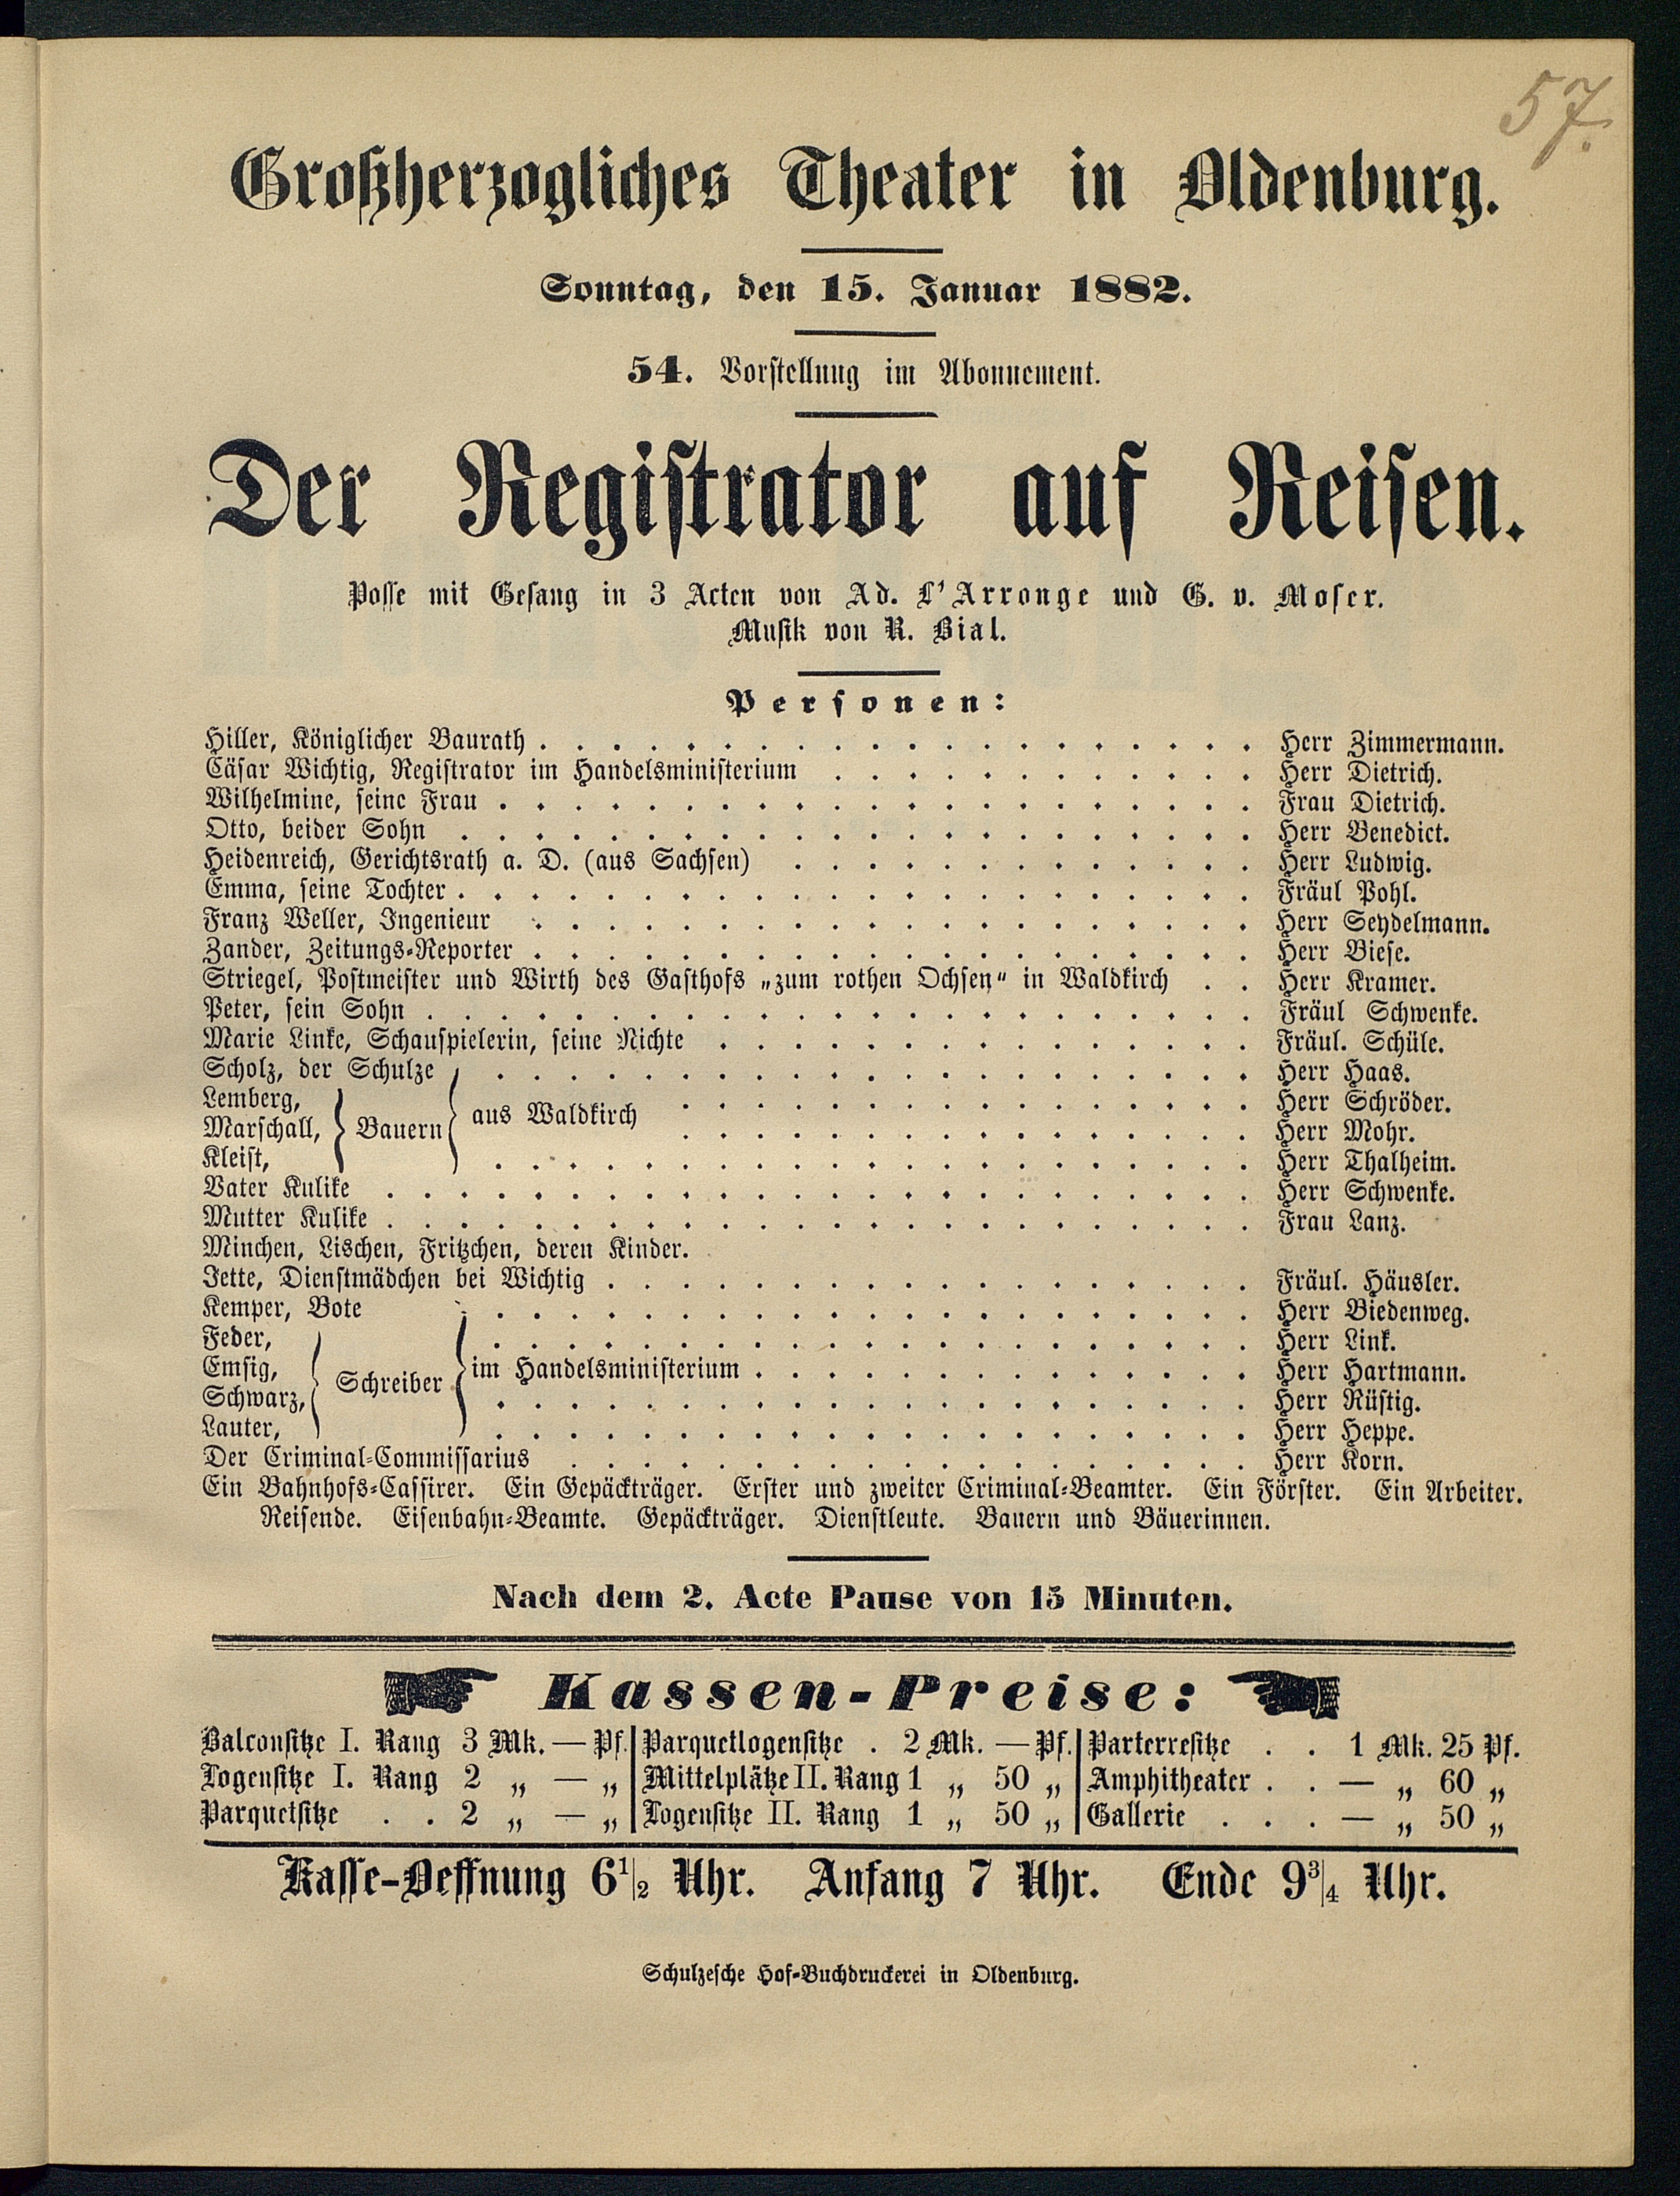 57.
Großherzogliches Theater in Oldenburg.
Sonntag, den 15. Januar 1882.
54. Vorstellung im Abonnement.
Der Registrator auf Reisen.
Posse mit Gesang in 3 Acten von Ad. L'Arronge und G. v. Moser.
Musik von R. Bial.
Personen:
Hiller, Königlicher Baurath . . . . . . . . . . . . . . . . . . . . Herr Zimmermann.
Cäsar Wichtig, Registrator im Handelsministerium . . . . . . . . . . . . Herr Dietrich.
Wilhelmine, seine Frau . . . . . . . . . . . . . . . . . . . . . Frau Dietrich.
Otto, beider Sohn . . . . . . . . . . . . . . . . . . . . . . Herr Benedict.
Heidenreich, Gerichtsrath a. D. (aus Sachsen) . . . . . . . . . . . . . Herr Ludwig.
Emma, seine Tochter . . . . . . . . . . . . . . . . . . . . . . Fräul Pohl.
Franz Weller, Ingenieur . . . . . . . . . . . . . . . . . . . . Herr Seydelmann.
Zander, Zeitungs-Reporter . . . . . . . . . . . . . . . . . . . . Herr Biese.
Striegel, Postmeister und Wirth des Gasthofs „zum rothen Ochsen" in Waldkirch . . Herr Kramer.
Peter, sein Sohn . . . . . . . . . . . . . . . . . . . . . . . Fräul Schwenke.
Marie Linke, Schauspielerin, seine Nichte . . . . . . . . . . . . . . . Fräul. Schüle.
Scholz, der Schulze . . . . . . . . . . . . . . . . . . . . . Herr Haas.
Lemberg, . . . . . . . . . . . . . . . . Herr Schröder.
Marschall, } Bauern { aus Waldkirch . . . . . . . . . . . . . . . . Herr Mohr.
Kleist, . . . . . . . . . . . . . . . . . . . . . Herr Thalheim.
Vater Kulike . . . . . . . . . . . . . . . . . . . . . . . . Herr Schwenke.
Mutter Kulike . . . . . . . . . . . . . . . . . . . . . . . . Frau Lanz.
Minchen, Lischen, Fritzchen, deren Kinder.
Jette, Dienstmädchen bei Wichtig . . . . . . . . . . . . . . . . . . Fräul. Häusler.
Kemper, Bote . . . . . . . . . . . . . . . . . . . . . Herr Biedenweg.
Feder, . . . . . . . . . . . . . . . . . . . . . Herr Link.
Emsig, { Schreiber } im Handelsministerium . . . . . . . . . . . . . . Herr Hartmann.
Schwarz, . . . . . . . . . . . . . . . . . . . . . Herr Rüstig.
Lauter, . . . . . . . . . . . . . . . . . . . . . Herr Heppe.
Der Criminal-Commissarius . . . . . . . . . . . . . . . . . . . Herr Korn.
Ein Bahnhofs-Cassirer. Ein Gepäckträger. Erster und zweiter Criminal-Beamter. Ein Förster. Ein Arbeiter.
Reisende. Eisenbahn-Beamte. Gepäckträger. Dienstleute. Bauern und Bäuerinnen.
Nach dem 2. Acte Pause von 15 Minuten.
Kassen-Preise:
Balconsitze I. Rang 3 Mk. — Pf. | Parquetlogensitze . 2 Mk. — Pf. | Parterresitze . . 1 Mk. 25 Pf.
Logensitze I. Rang 2 „ — „ | Mittelplätze II. Rang 1 „ 50 „ | Amphitheater . . — „ 60 „
Parquetsitze . . 2 „ — „ | Logensitze II. Rang 1 „ 50 „ | Gallerie . . . — „ 50 „
Kasse-Oeffnung 6 1/2 Uhr. Anfang 7 Uhr. Ende 9 3/4 Uhr.
Schulzesche Hof-Buchdruckerei in Oldenburg.